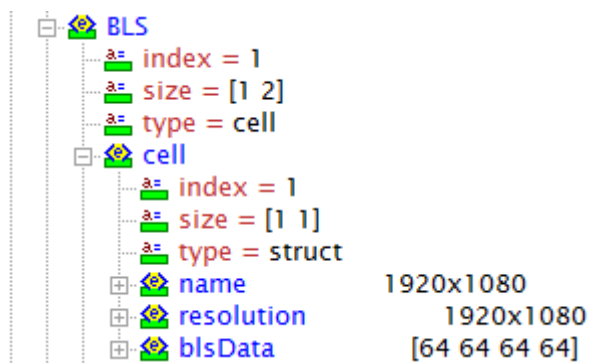 BLS
index = 1
size = [1 2]
type = cell
cell
index = 1
size = [1 1]
type = struct
name 1920x1080
resolution 1920x1080
blsData [64 64 64 64]